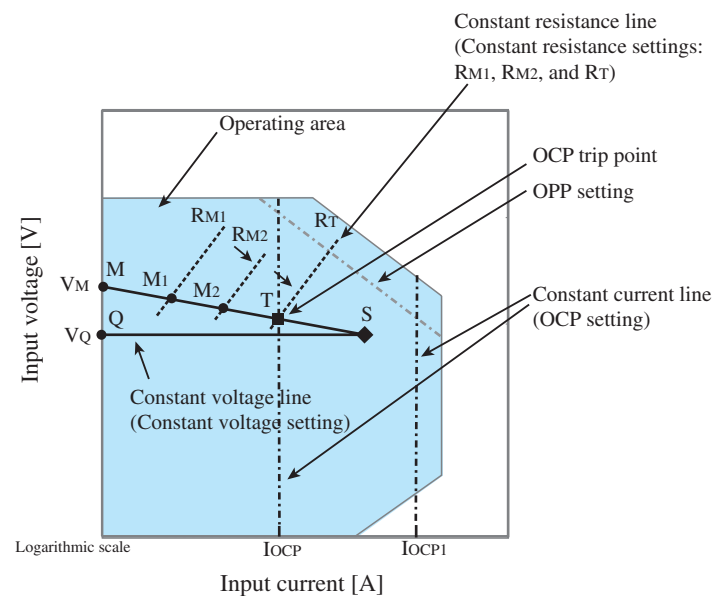 Constant resistance line
(Constant resistance settings:
RM1, RM2, and RT)
Operating area
OCP trip point
OPP setting
RM1
RM2
RT
Input voltage [V]
VM
M
M1
M2
T
S
VQ
Q
Constant current line
(OCP setting)
Constant voltage line
(Constant voltage setting)
Logarithmic scale
IOCP
IOCP1
Input current [A]